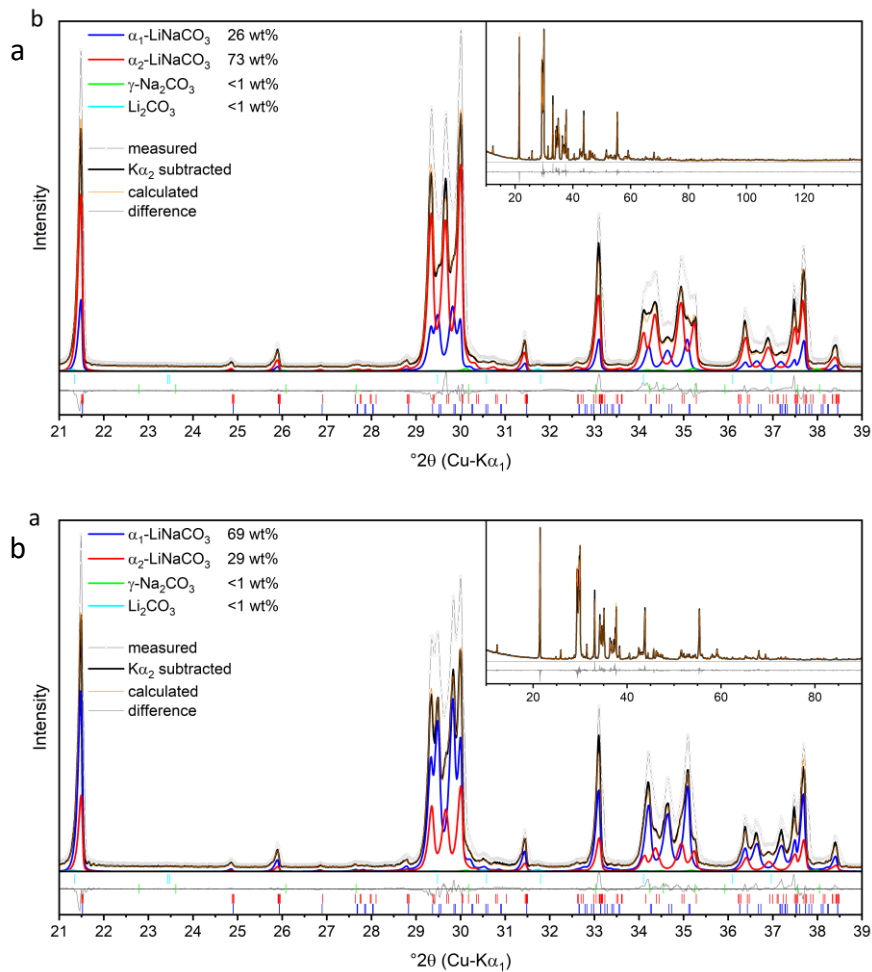 b
a
α₁-LiNaCO₃ 26 wt%
α₂-LiNaCO₃ 73 wt%
γ-Na₂CO₃ <1 wt%
Li₂CO₃ <1 wt%
measured
Kα₂ subtracted
calculated
difference
Intensity
20 40 60 80 100 120
21 22 23 24 25 26 27 28 29 30 31 32 33 34 35 36 37 38 39
°2θ (Cu-Kα₁)
a
b
α₁-LiNaCO₃ 69 wt%
α₂-LiNaCO₃ 29 wt%
γ-Na₂CO₃ <1 wt%
Li₂CO₃ <1 wt%
measured
Kα₂ subtracted
calculated
difference
Intensity
20 40 60 80
21 22 23 24 25 26 27 28 29 30 31 32 33 34 35 36 37 38 39
°2θ (Cu-Kα₁)